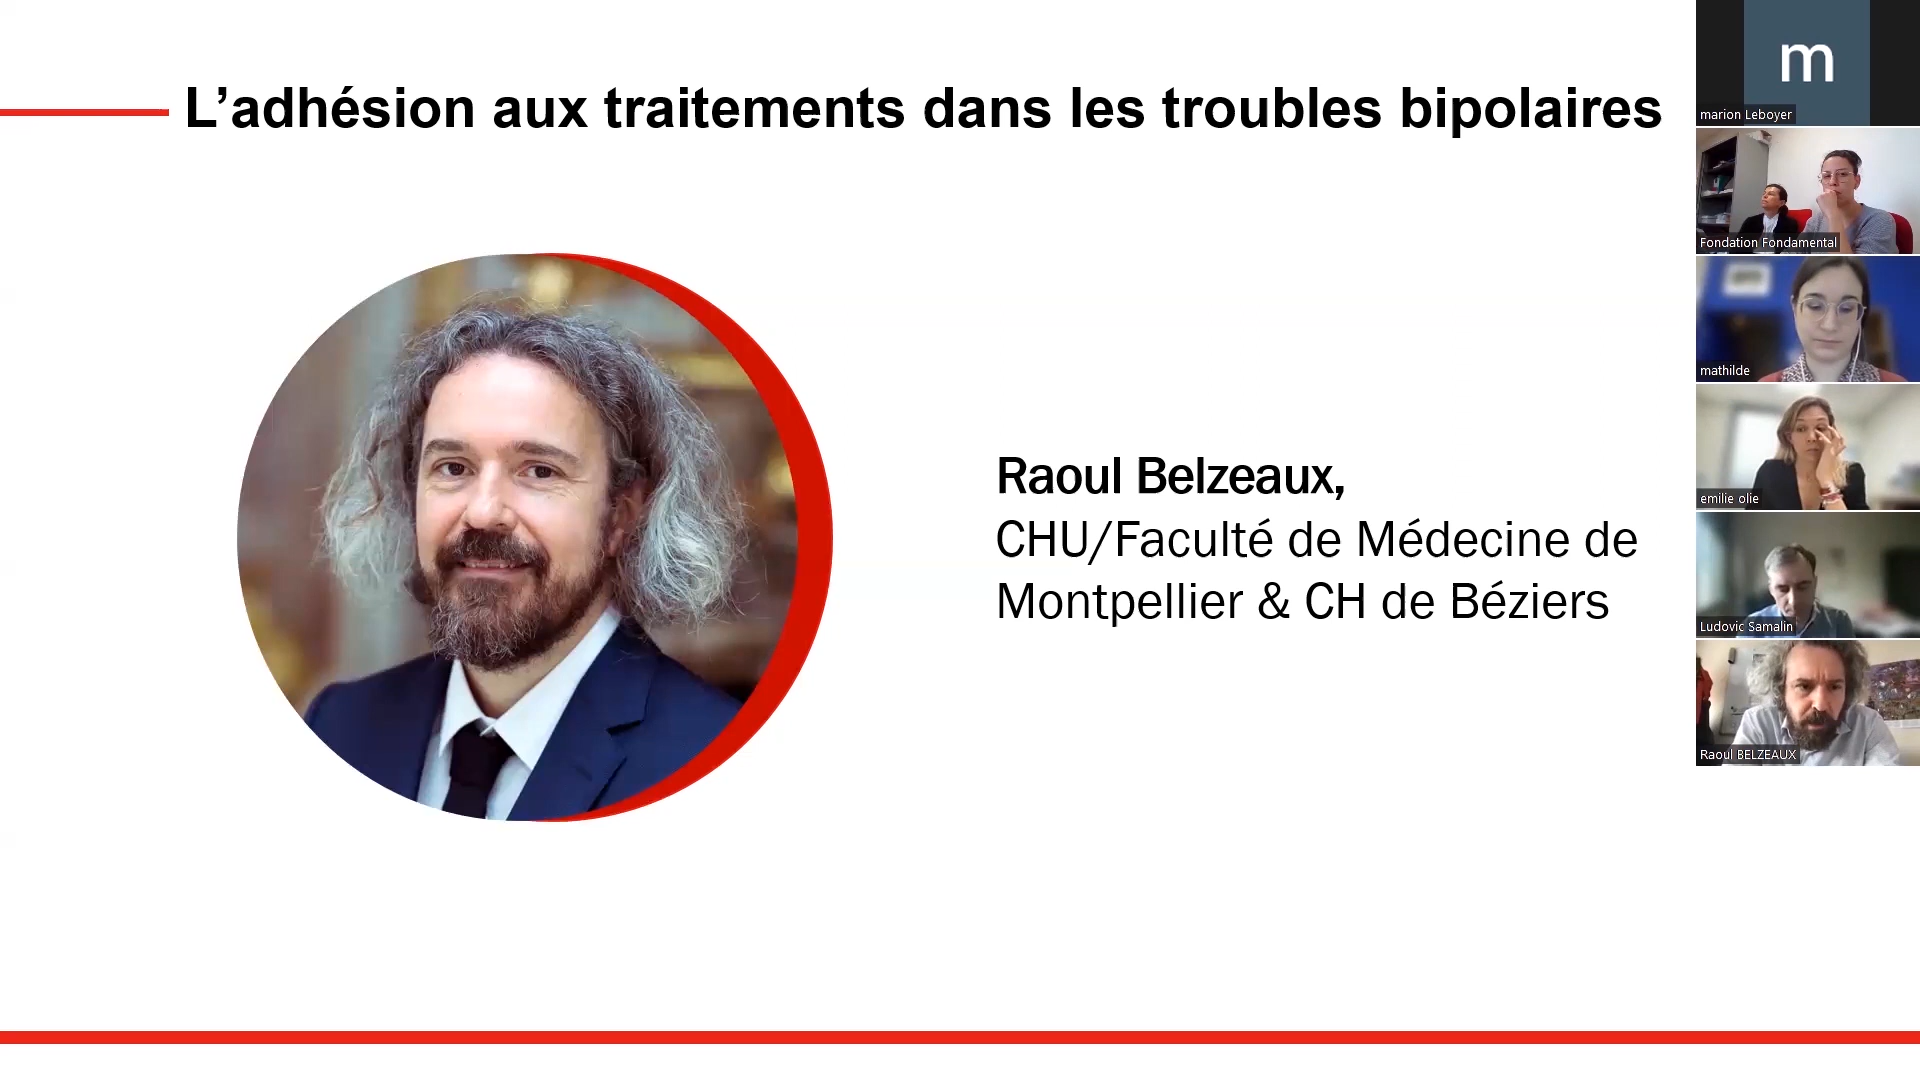 L’adhésion aux traitements dans les troubles bipolaires
Raoul Belzeaux,
CHU/Faculté de Médecine de
Montpellier & CH de Béziers
m
marion Leboyer
Fondation Fondamental
mathilde
emilie olie
Ludovic Samalin
Raoul BELZEAUX